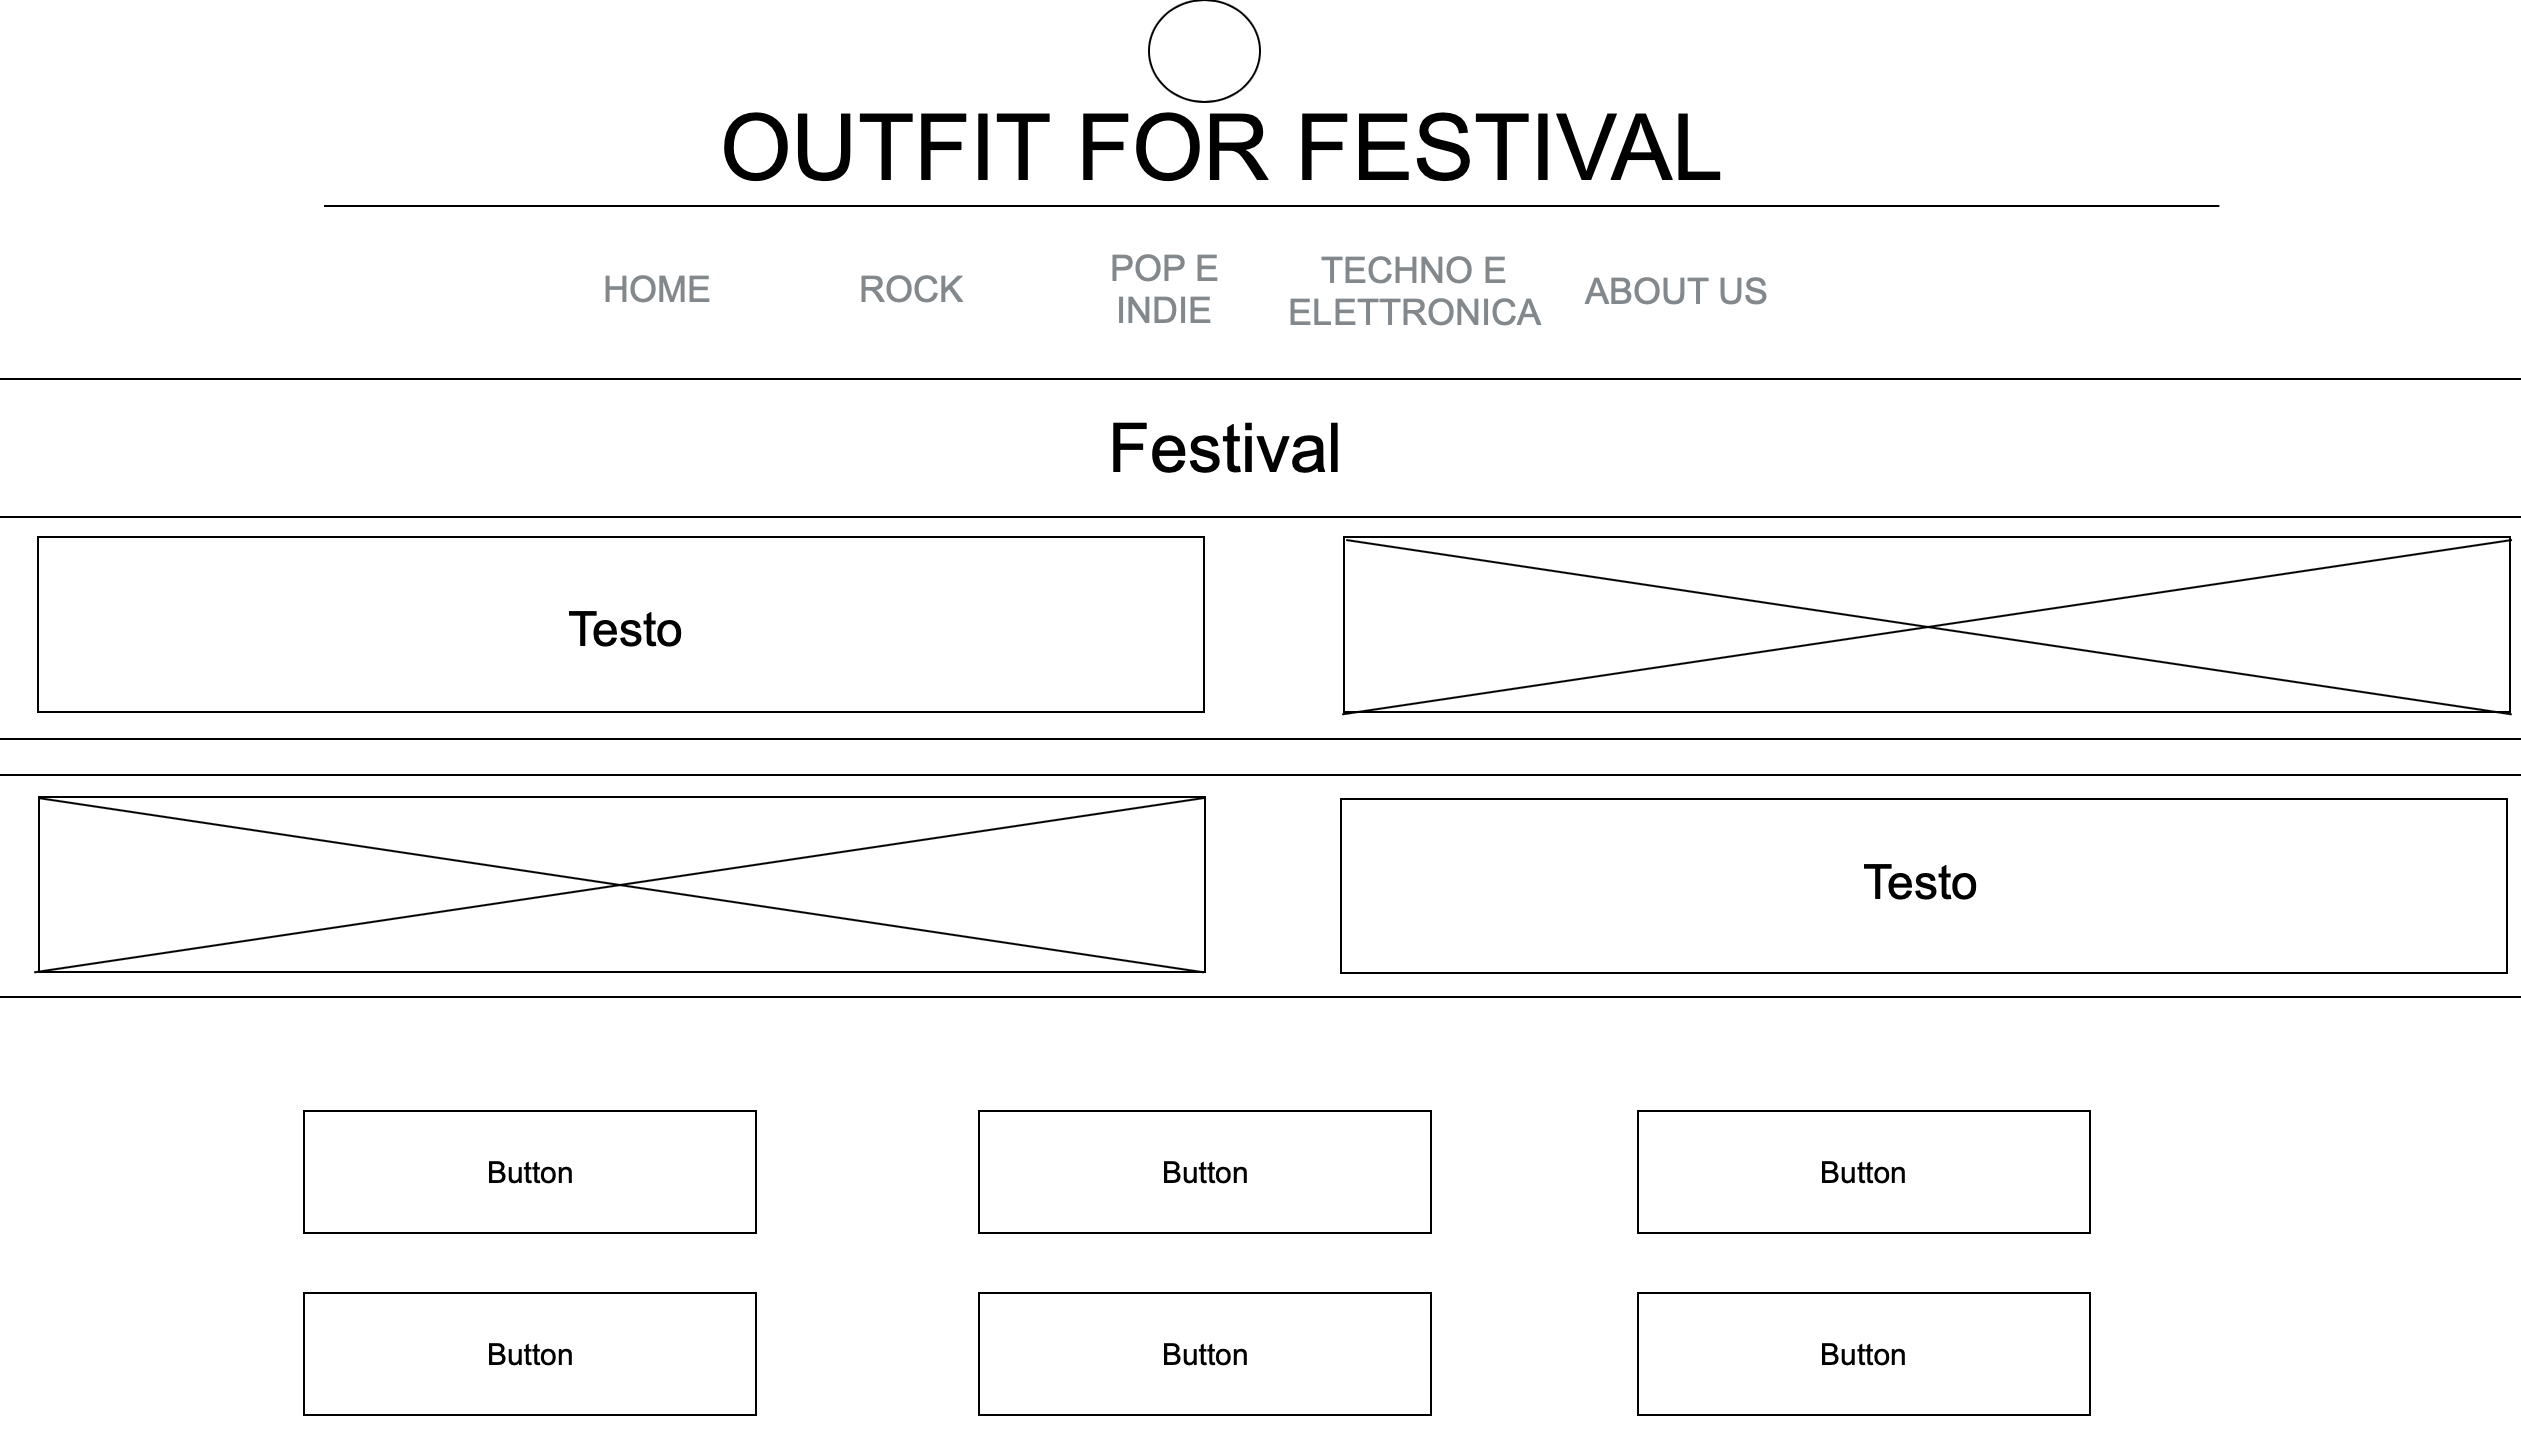 OUTFIT FOR FESTIVAL
HOME
ROCK
POP E
INDIE
TECHNO E
ELETTRONICA
ABOUT US
Festival
Testo
Testo
Button
Button
Button
Button
Button
Button